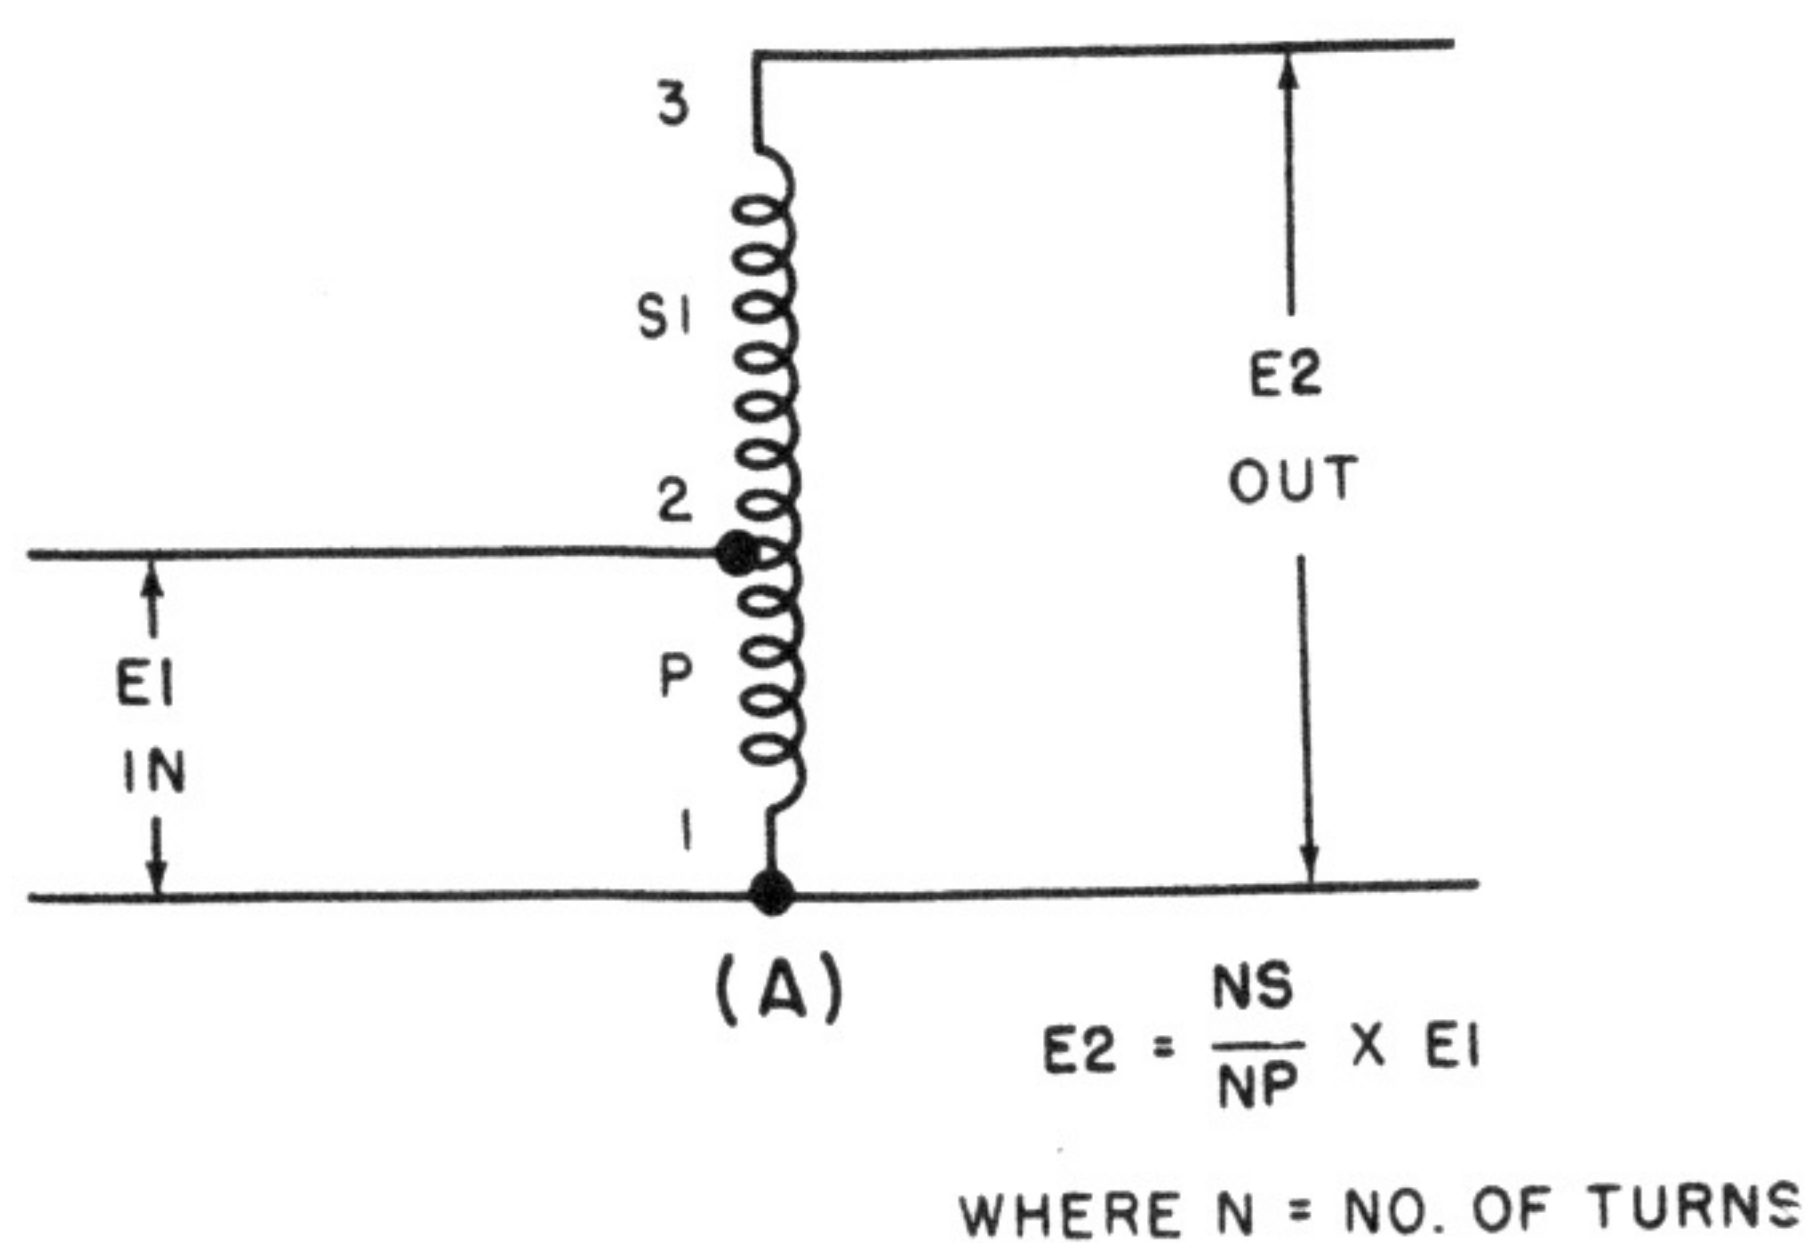 3
S1
E2
OUT
2
E1
IN
P
1
(A)
NS
E2 = — X E1
NP
WHERE N = NO. OF TURNS